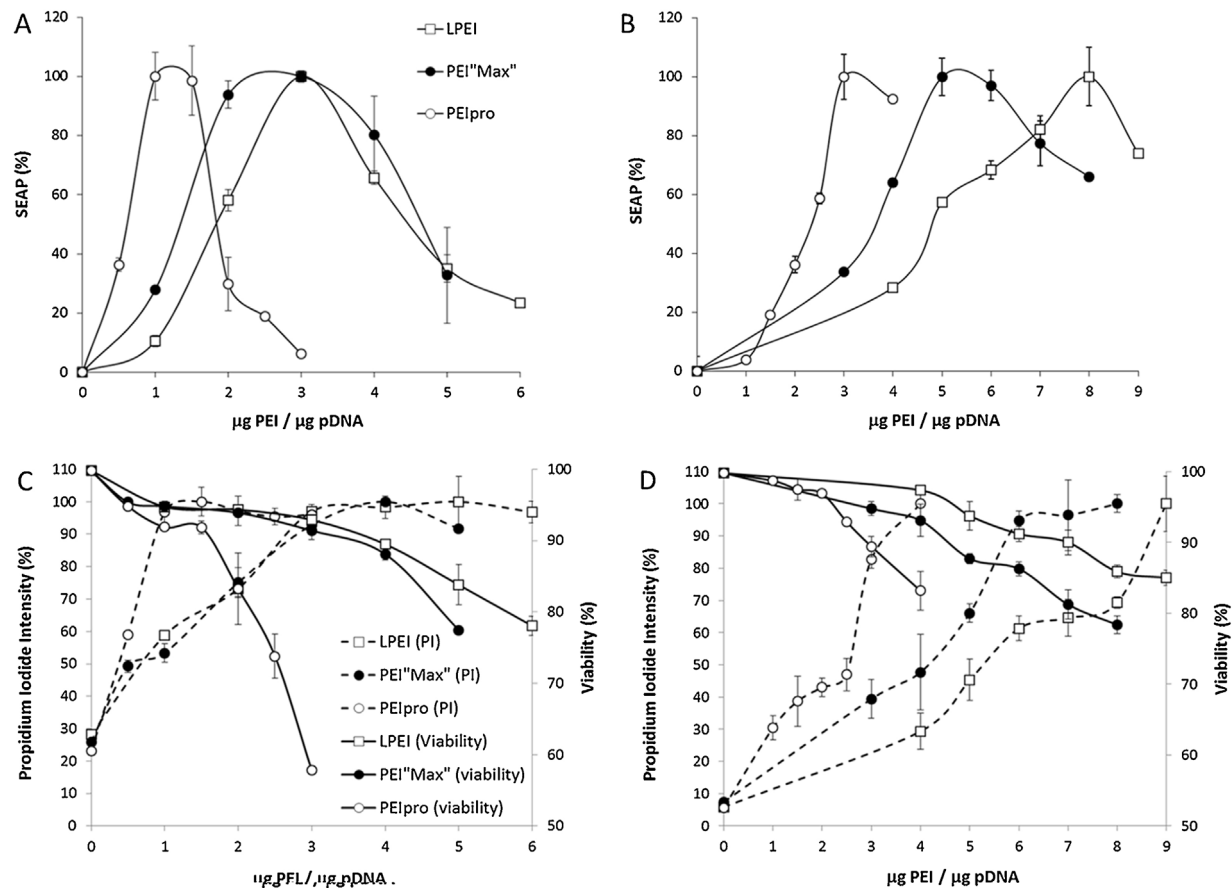 A
120
100
80
60
40
20
0
SEAP (%)
0 1 2 3 4 5 6
µg PEI / µg pDNA
LPEI
PEI"Max"
PEIpro
B
120
100
80
60
40
20
0
SEAP (%)
0 1 2 3 4 5 6 7 8 9
µg PEI / µg pDNA
C
110
100
90
80
70
60
50
40
30
20
10
0
Propidium Iodide Intensity (%)
100
90
80
70
60
50
Viability (%)
LPEI (PI)
PEI"Max" (PI)
PEIpro (PI)
LPEI (Viability)
PEI"Max" (viability)
PEIpro (viability)
0 1 2 3 4 5 6
D
110
100
90
80
70
60
50
40
30
20
10
0
Propidium Iodide Intensity (%)
100
90
80
70
60
50
Viability (%)
0 1 2 3 4 5 6 7 8 9
µg PEI / µg pDNA